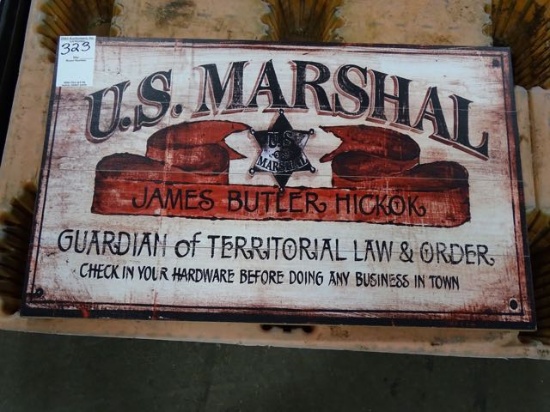 323
U.S. MARSHAL
U.S.
MARSHAL
JAMES BUTLER HICKOK
GUARDIAN of TERRITORIAL LAW & ORDER
CHECK IN YOUR HARDWARE BEFORE DOING ANY BUSINESS IN TOWN